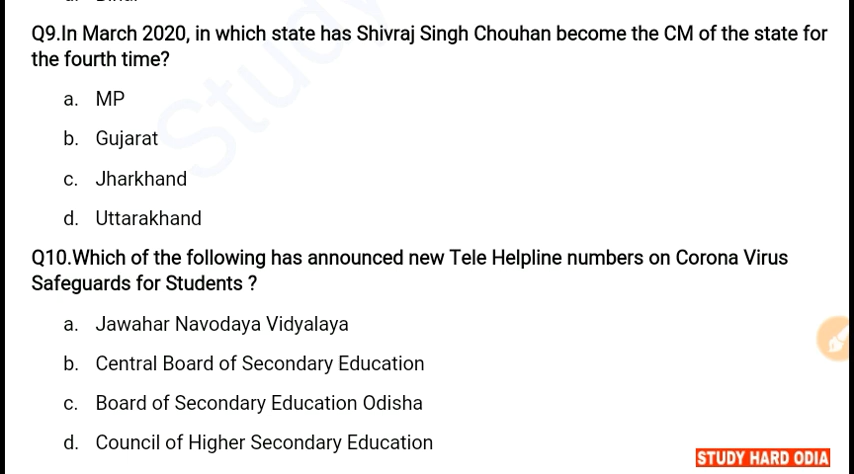 Q9.In March 2020, in which state has Shivraj Singh Chouhan become the CM of the state for
the fourth time?
a. MP
b. Gujarat
c. Jharkhand
d. Uttarakhand
Q10.Which of the following has announced new Tele Helpline numbers on Corona Virus
Safeguards for Students ?
a. Jawahar Navodaya Vidyalaya
b. Central Board of Secondary Education
c. Board of Secondary Education Odisha
d. Council of Higher Secondary Education
STUDY HARD ODIA